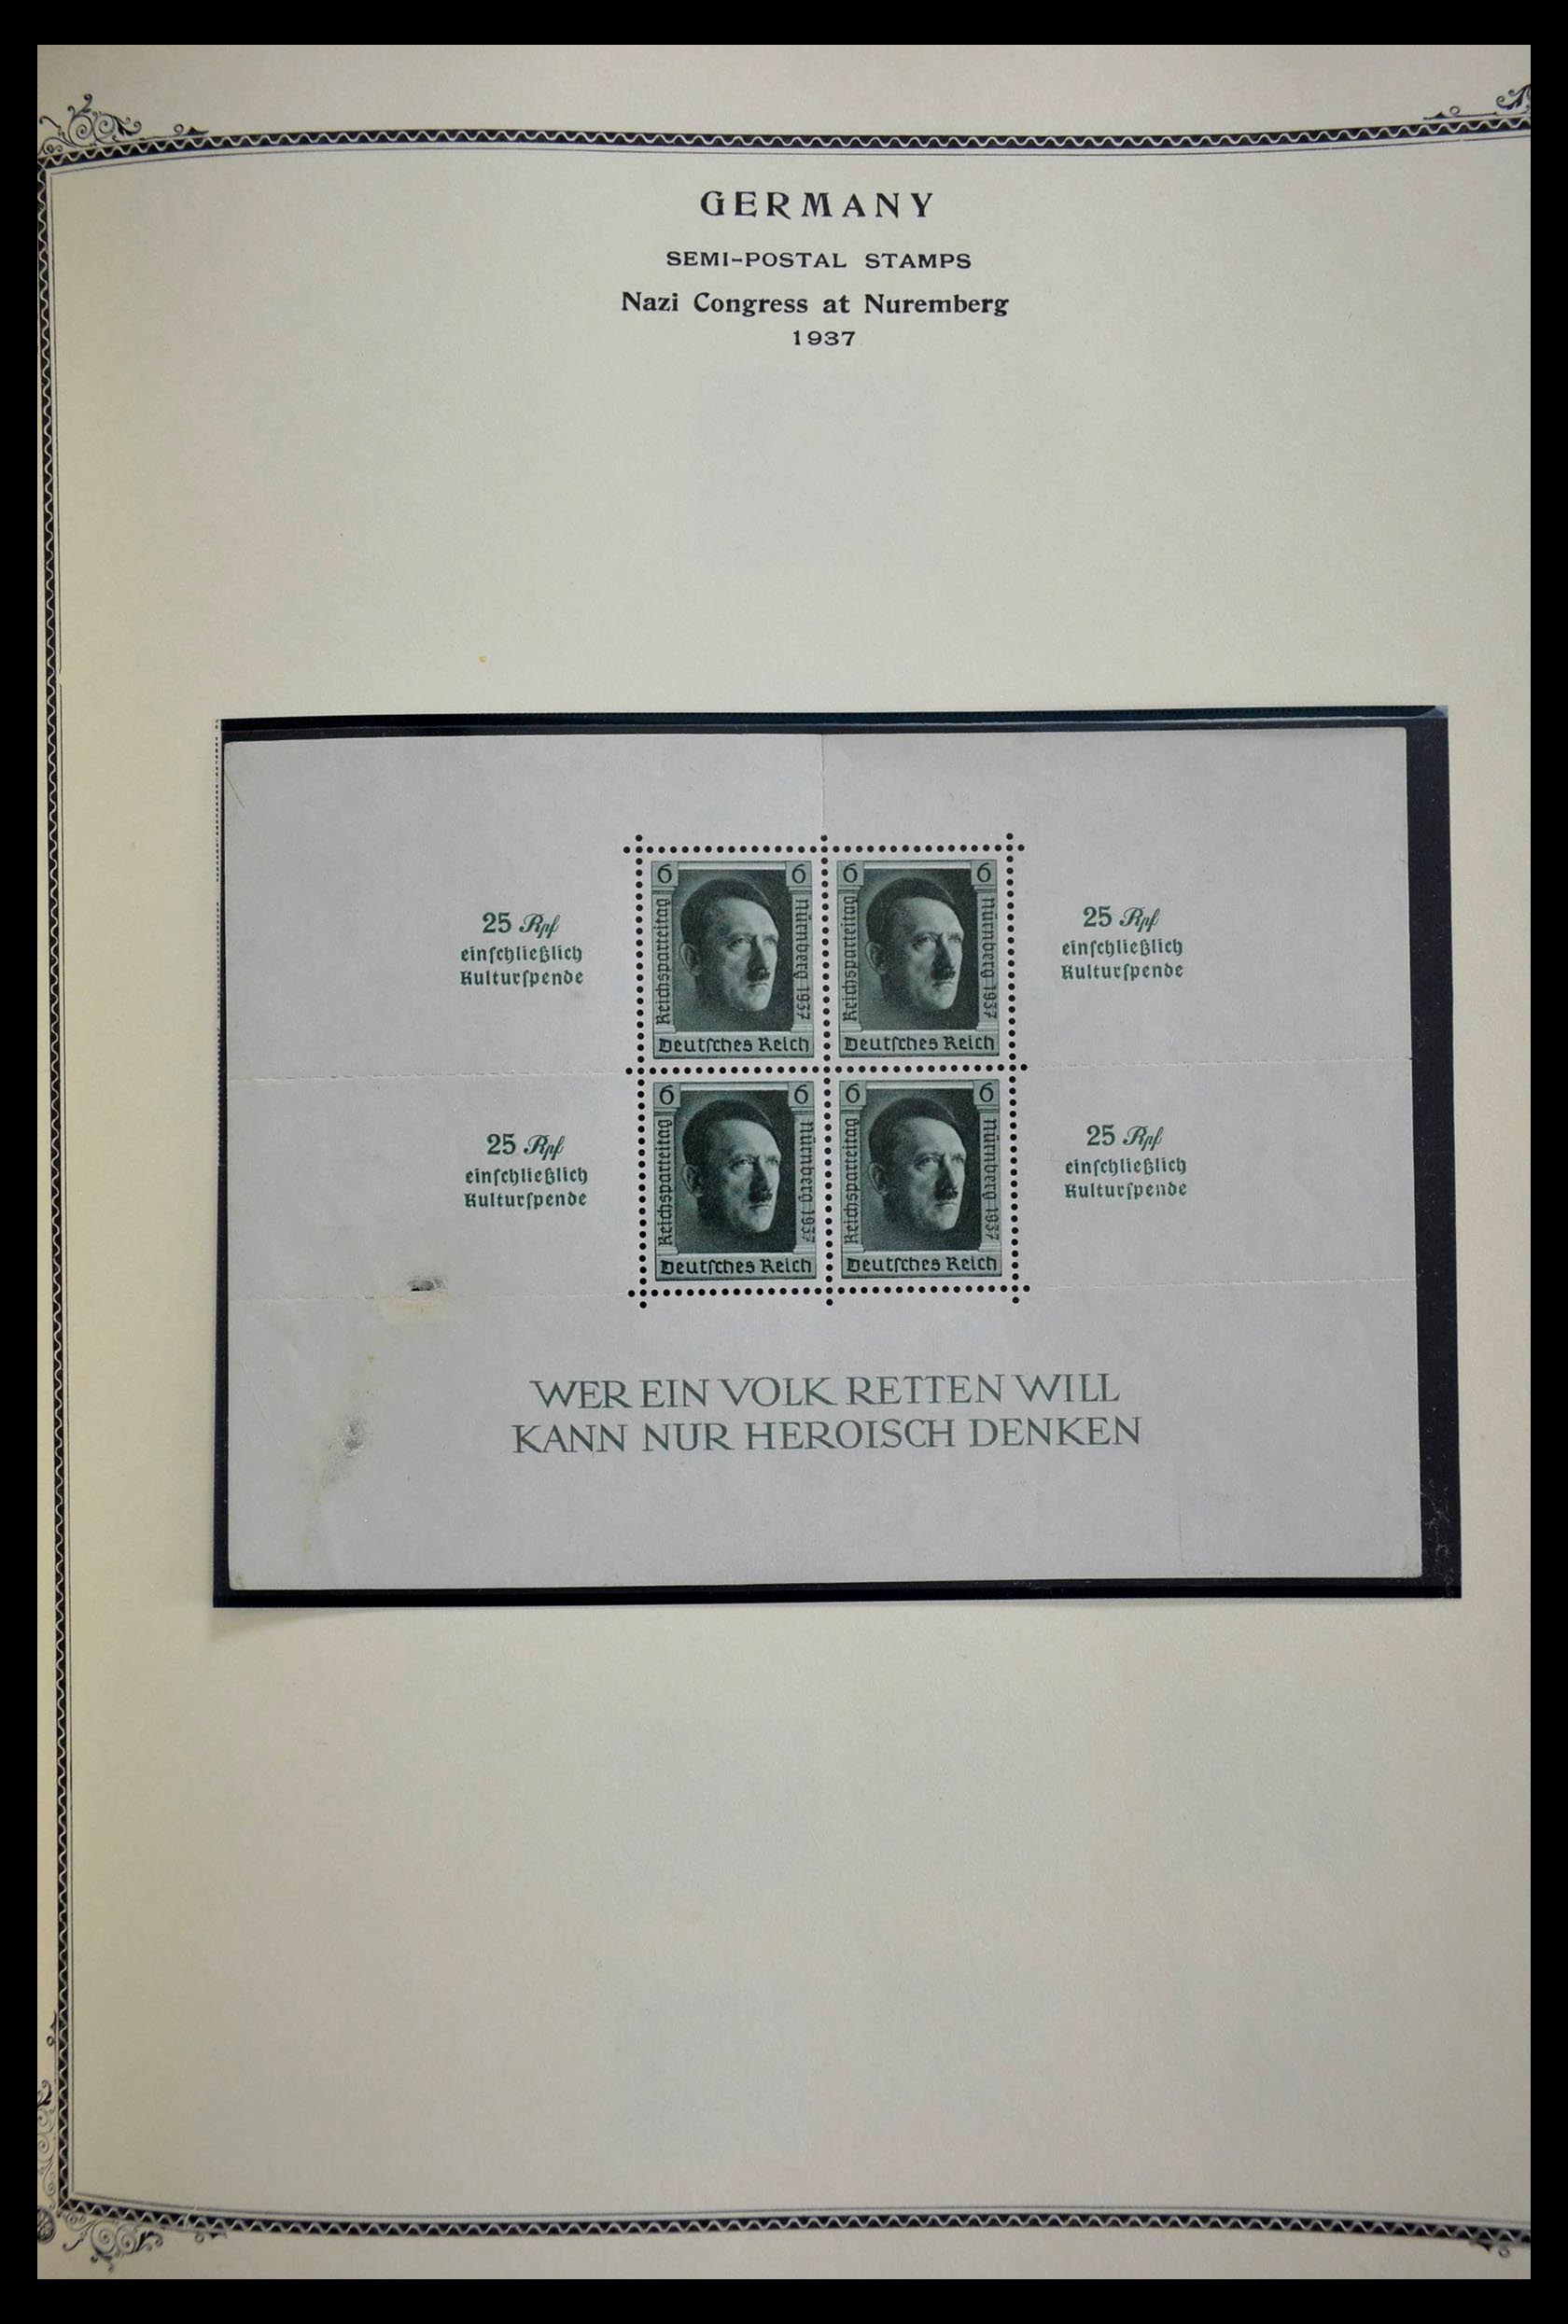 GERMANY
SEMI-POSTAL STAMPS
Nazi Congress at Nuremberg
1937
25 Rpf
einſchließlich
Kulturſpende
6 6
Reichsparteitag
Nürnberg 1937
Deutſches Reich
6 6
Reichsparteitag
Nürnberg 1937
Deutſches Reich
25 Rpf
einſchließlich
Kulturſpende
25 Rpf
einſchließlich
Kulturſpende
6 6
Reichsparteitag
Nürnberg 1937
Deutſches Reich
6 6
Reichsparteitag
Nürnberg 1937
Deutſches Reich
25 Rpf
einſchließlich
Kulturſpende
WER EIN VOLK RETTEN WILL
KANN NUR HEROISCH DENKEN